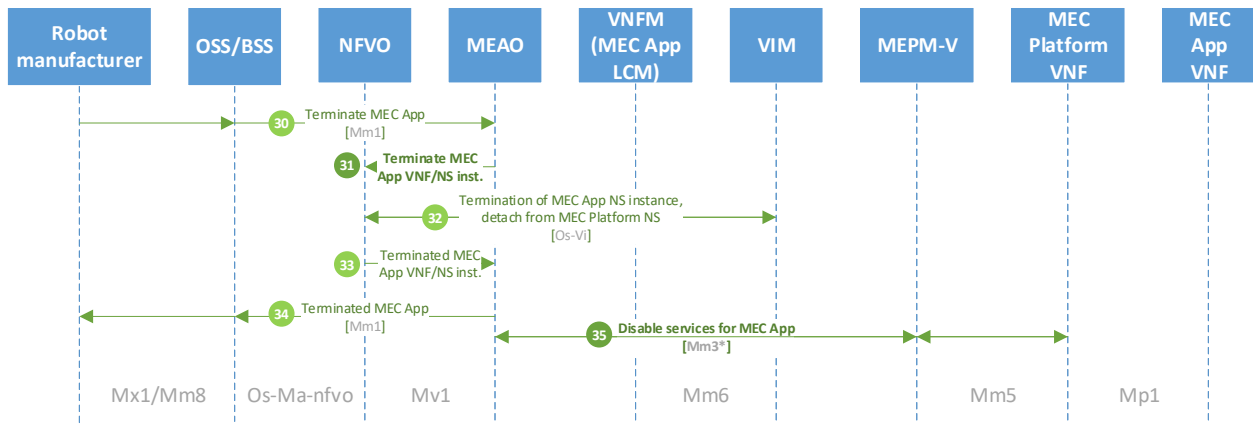 Robot
manufacturer
OSS/BSS
NFVO
MEAO
VNFM
(MEC App
LCM)
VIM
MEPM-V
MEC
Platform
VNF
MEC
App
VNF
30
Terminate MEC App
[Mm1]
31
Terminate MEC
App VNF/NS inst.
32
Termination of MEC App NS instance,
detach from MEC Platform NS
[Os-Vi]
33
Terminated MEC
App VNF/NS inst.
34
Terminated MEC App
[Mm1]
35
Disable services for MEC App
[Mm3*]
Mx1/Mm8
Os-Ma-nfvo
Mv1
Mm6
Mm5
Mp1